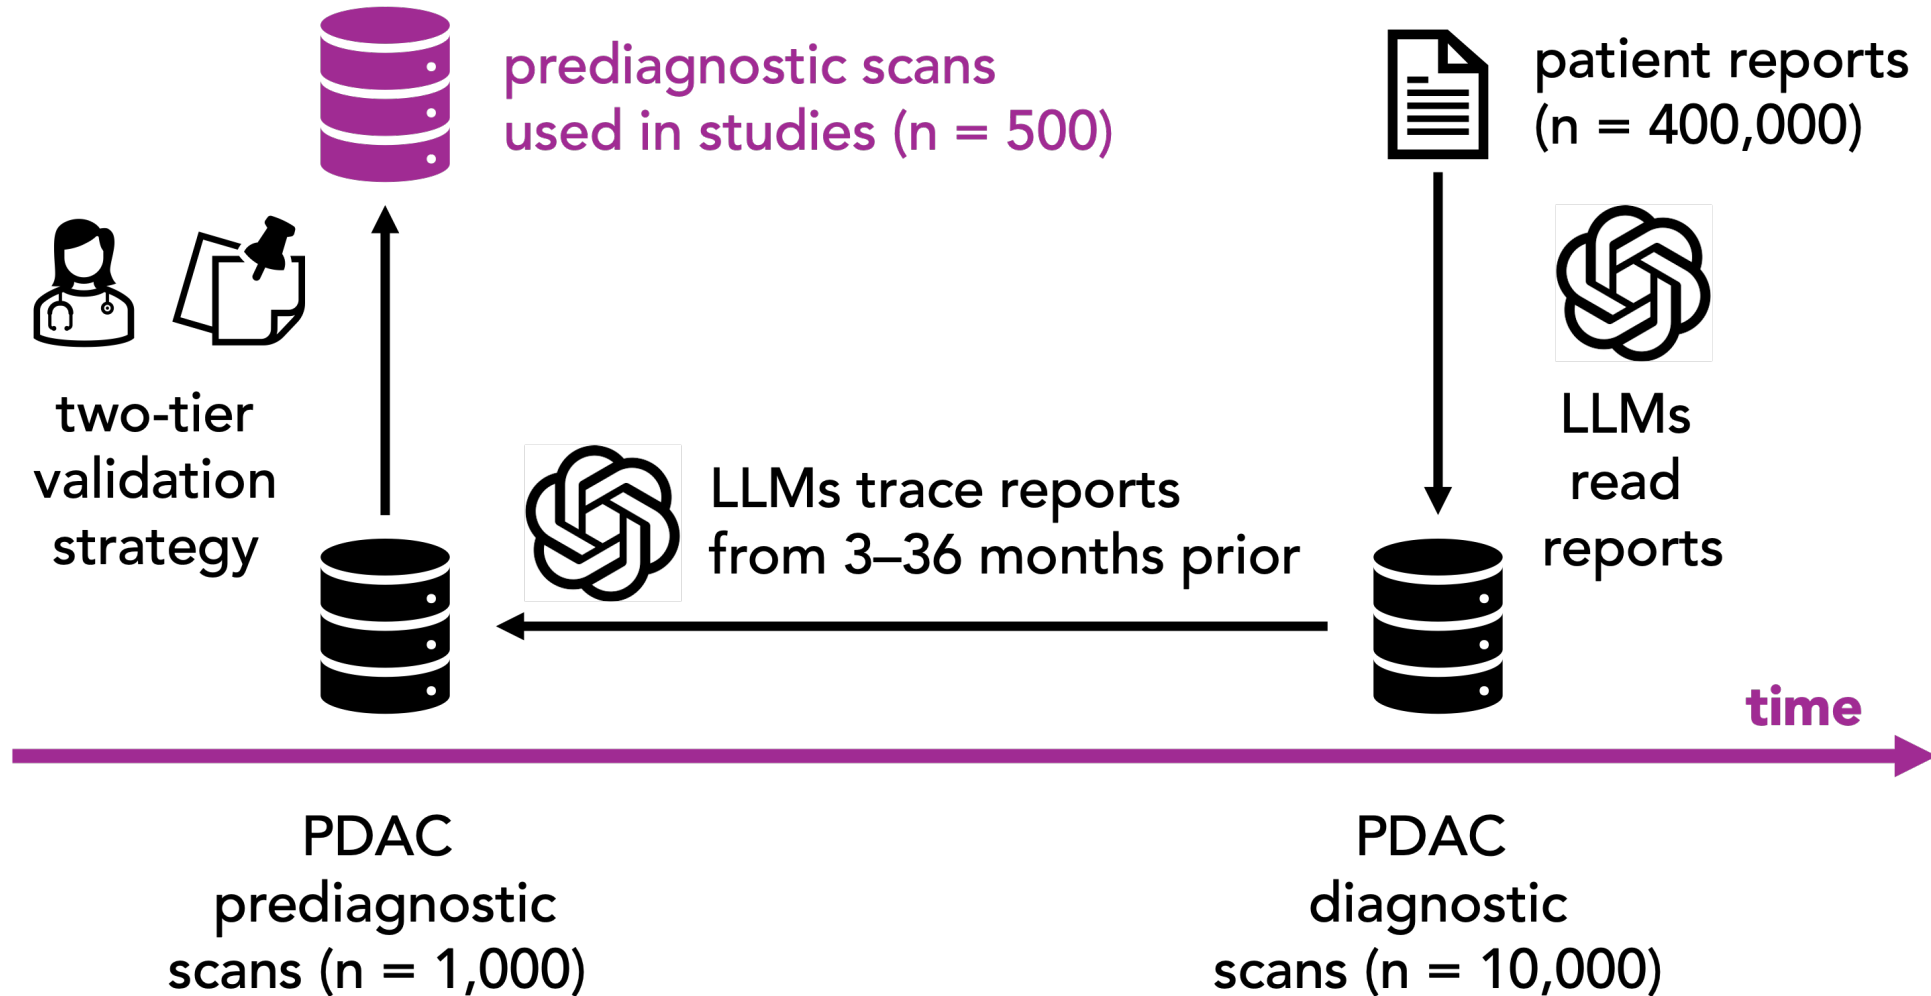 prediagnostic scans
used in studies (n = 500)
patient reports
(n = 400,000)
two-tier
validation
strategy
LLMs trace reports
from 3–36 months prior
LLMs
read
reports
time
PDAC
prediagnostic
scans (n = 1,000)
PDAC
diagnostic
scans (n = 10,000)